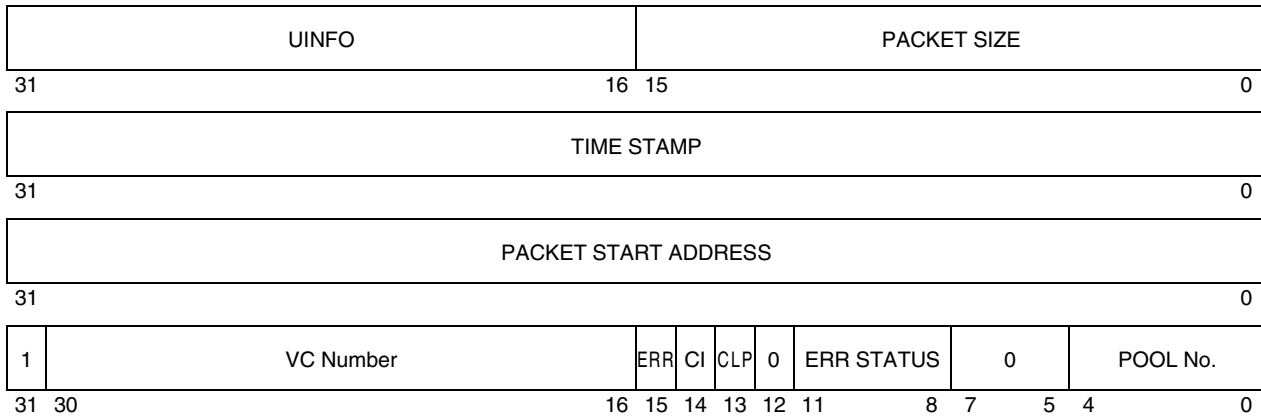 UINFO PACKET SIZE
31 16 15 0
TIME STAMP
31 0
PACKET START ADDRESS
31 0
1 VC Number ERR CI CLP 0 ERR STATUS 0 POOL No.
31 30 16 15 14 13 12 11 8 7 5 4 0